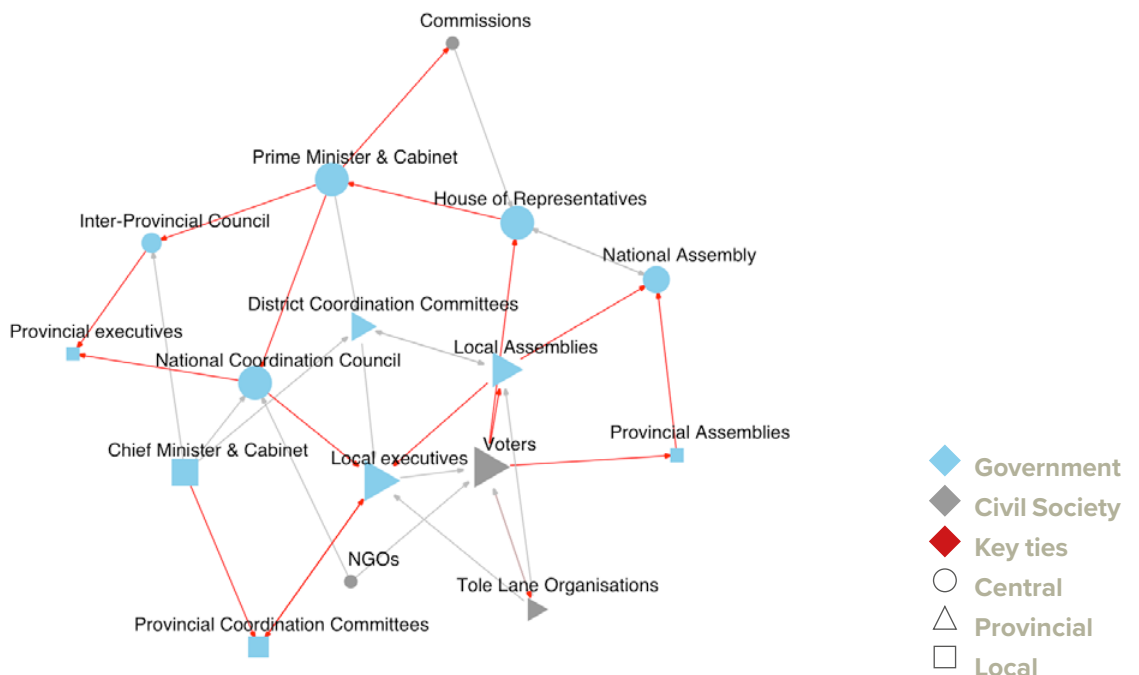 Commissions
Prime Minister & Cabinet
House of Representatives
Inter-Provincial Council
National Assembly
District Coordination Committees
Provincial executives
Local Assemblies
National Coordination Council
Provincial Assemblies
Voters
Chief Minister & Cabinet
Local executives
NGOs
Tole Lane Organisations
Provincial Coordination Committees
Government
Civil Society
Key ties
Central
Provincial
Local